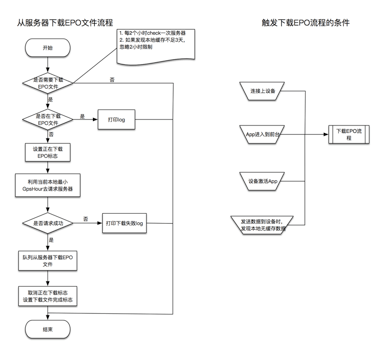 从服务器下载EPO文件流程
触发下载EPO流程的条件
开始
1. 每2个小时check一次服务器
2. 如果发现本地缓存不足3天,
忽略2小时限制
是否需要下载
EPO文件
否
是
是否在下载
EPO文件
是
打印log
否
设置正在下载
EPO标志
利用当前本地最小
GpsHour去请求服务器
是否请求成功
否
打印下载失败log
是
队列从服务器下载EPO
文件
取消正在下载标志
设置下载文件完成标志
结束
连接上设备
App进入到前台
下载EPO流
程
设备激活App
发送数据到设备时,
发现本地无缓存数据